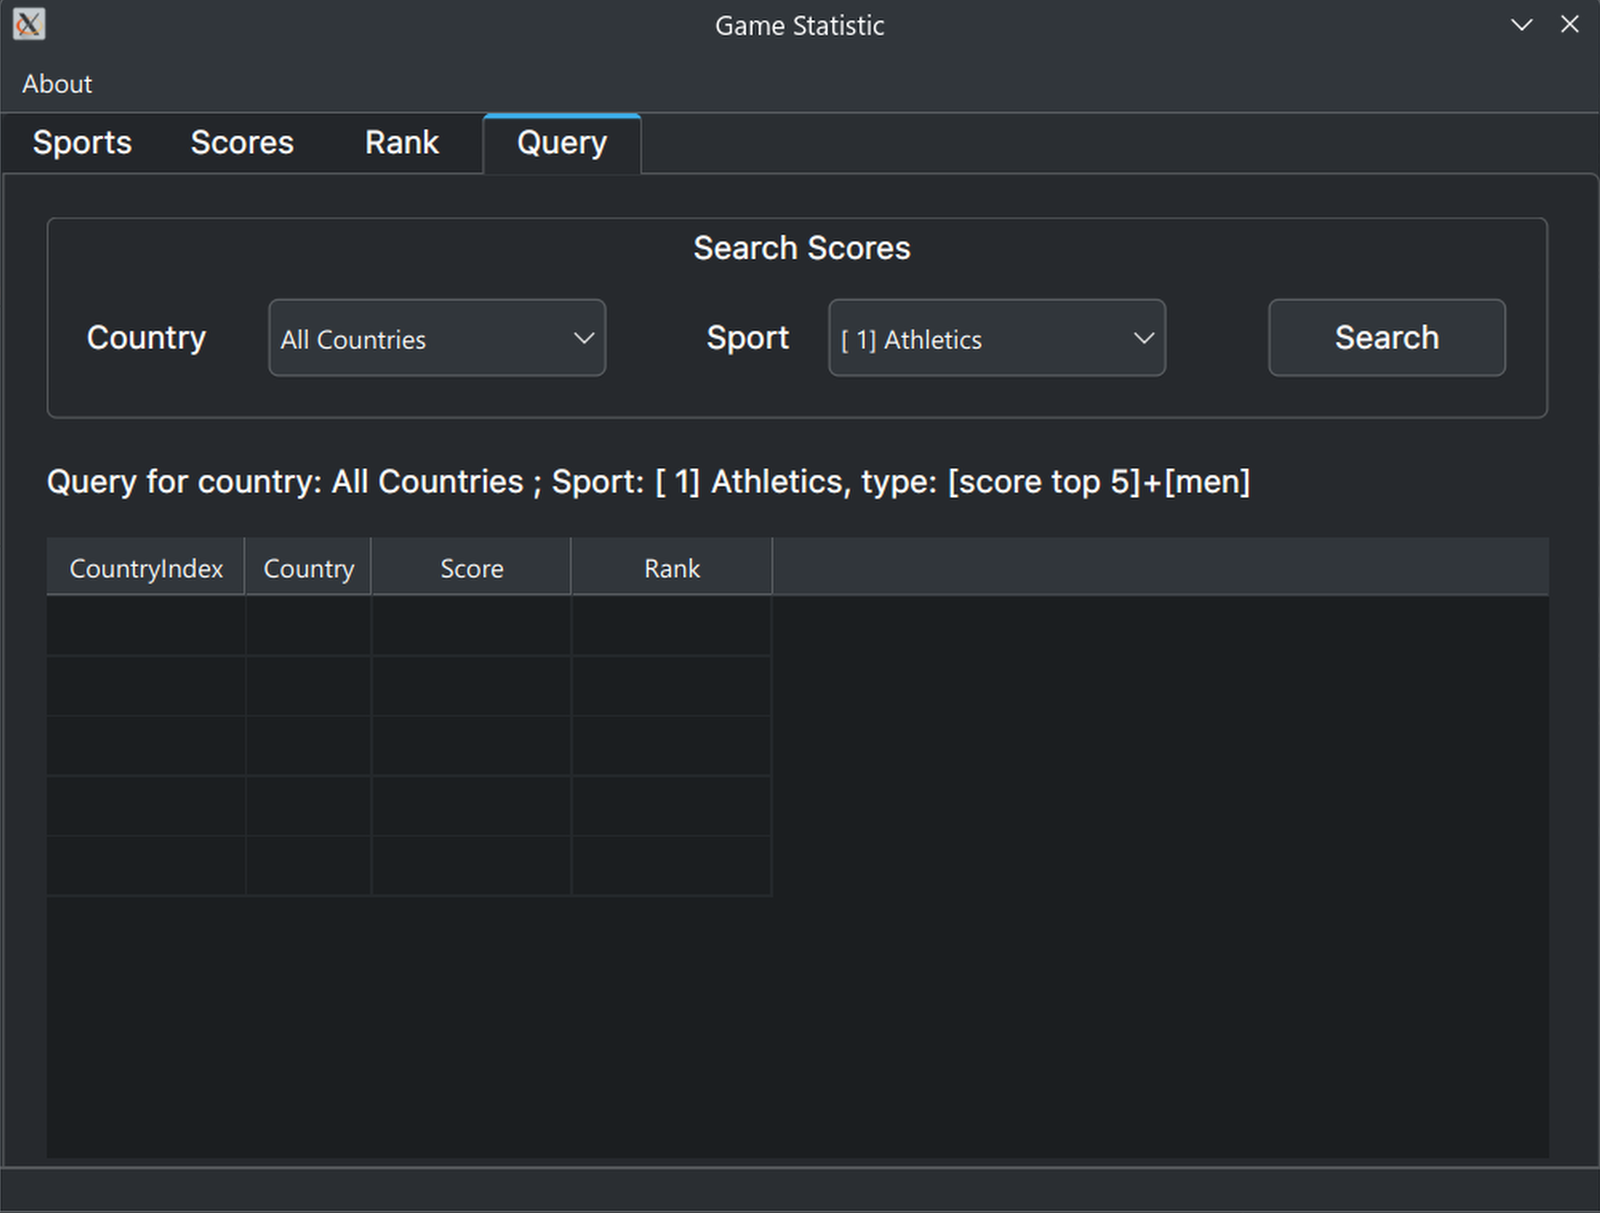 Game Statistic
About
Sports Scores Rank Query
Search Scores
Country All Countries Sport [ 1] Athletics Search
Query for country: All Countries ; Sport: [ 1] Athletics, type: [score top 5]+[men]
CountryIndex Country Score Rank